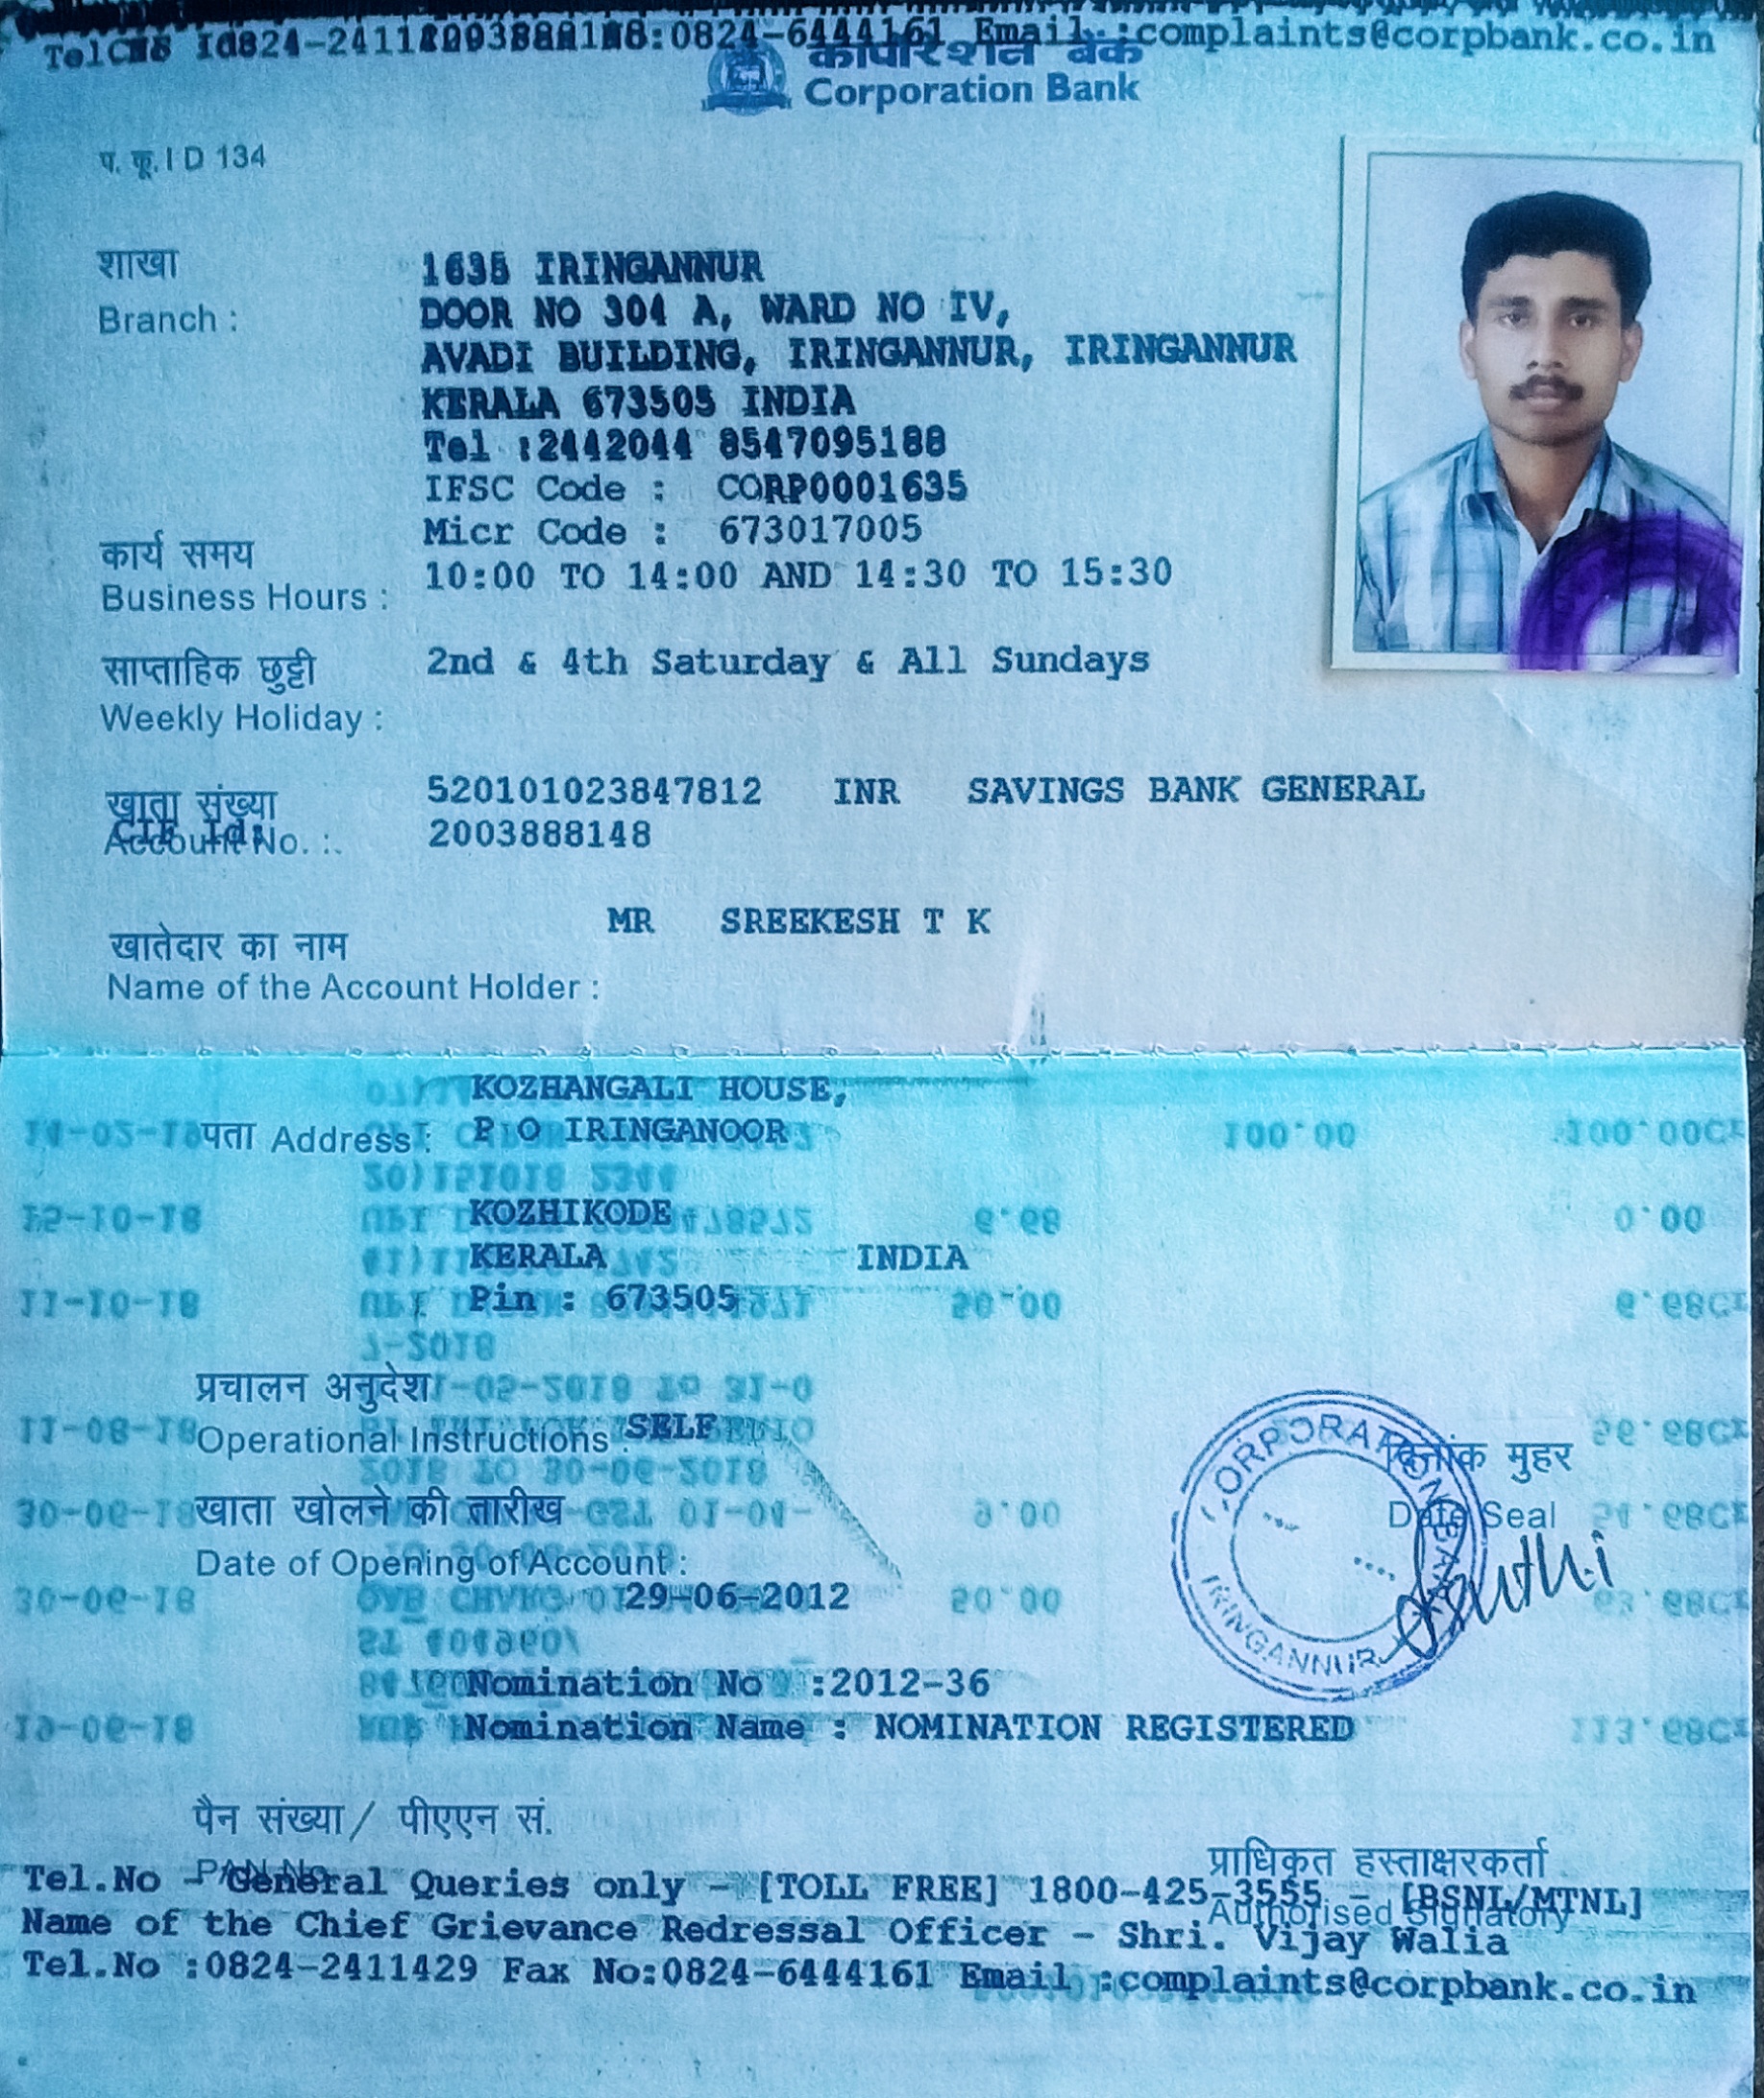 0824-6444161 Email :complaints@corpbank.co.in
कॉर्पोरेशन बैंक
Corporation Bank
प. फू. I D 134
शाखा
Branch :
1635 IRINGANNUR
DOOR NO 304 A, WARD NO IV,
AVADI BUILDING, IRINGANNUR, IRINGANNUR
KERALA 673505 INDIA
Tel :2442044 8547095188
IFSC Code : CORP0001635
Micr Code : 673017005
कार्य समय
Business Hours :
10:00 TO 14:00 AND 14:30 TO 15:30
साप्ताहिक छुट्टी
Weekly Holiday :
2nd & 4th Saturday & All Sundays
खाता संख्या
Account No. :.
520101023847812 INR SAVINGS BANK GENERAL
CIF Id:
2003888148
MR SREEKESH T K
खातेदार का नाम
Name of the Account Holder :
KOZHANGALI HOUSE,
पता Address : P O IRINGANOOR
KOZHIKODE
KERALA INDIA
Pin : 673505
प्रचालन अनुदेश
Operational Instructions : SELF
CORPORATION BANK
IRINGANNUR
दिनांक मुहर
Date Seal
खाता खोलने की तारीख
Date of Opening of Account :
29-06-2012
Nomination No :2012-36
Nomination Name : NOMINATION REGISTERED
पैन संख्या / पीएएन सं.
PAN No.
प्राधिकृत हस्ताक्षरकर्ता
Authorised Signatory
Tel.No - General Queries only - [TOLL FREE] 1800-425-3555 - [BSNL/MTNL]
Name of the Chief Grievance Redressal Officer - Shri. Vijay Walia
Tel.No :0824-2411429 Fax No:0824-6444161 Email :complaints@corpbank.co.in